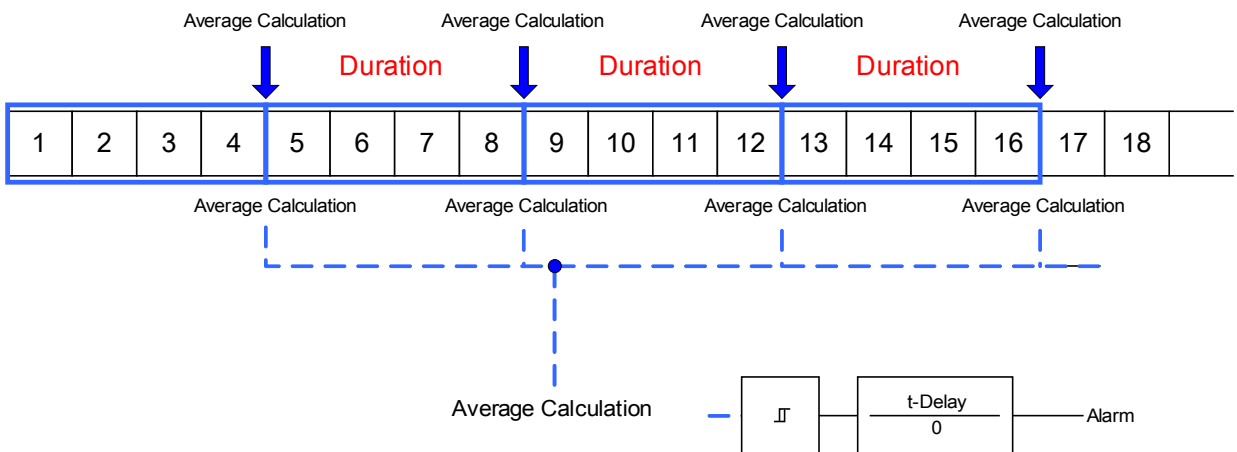 Average Calculation Average Calculation Average Calculation Average Calculation
Duration Duration Duration
1 2 3 4 5 6 7 8 9 10 11 12 13 14 15 16 17 18
Average Calculation Average Calculation Average Calculation Average Calculation
Average Calculation
t-Delay
0
Alarm